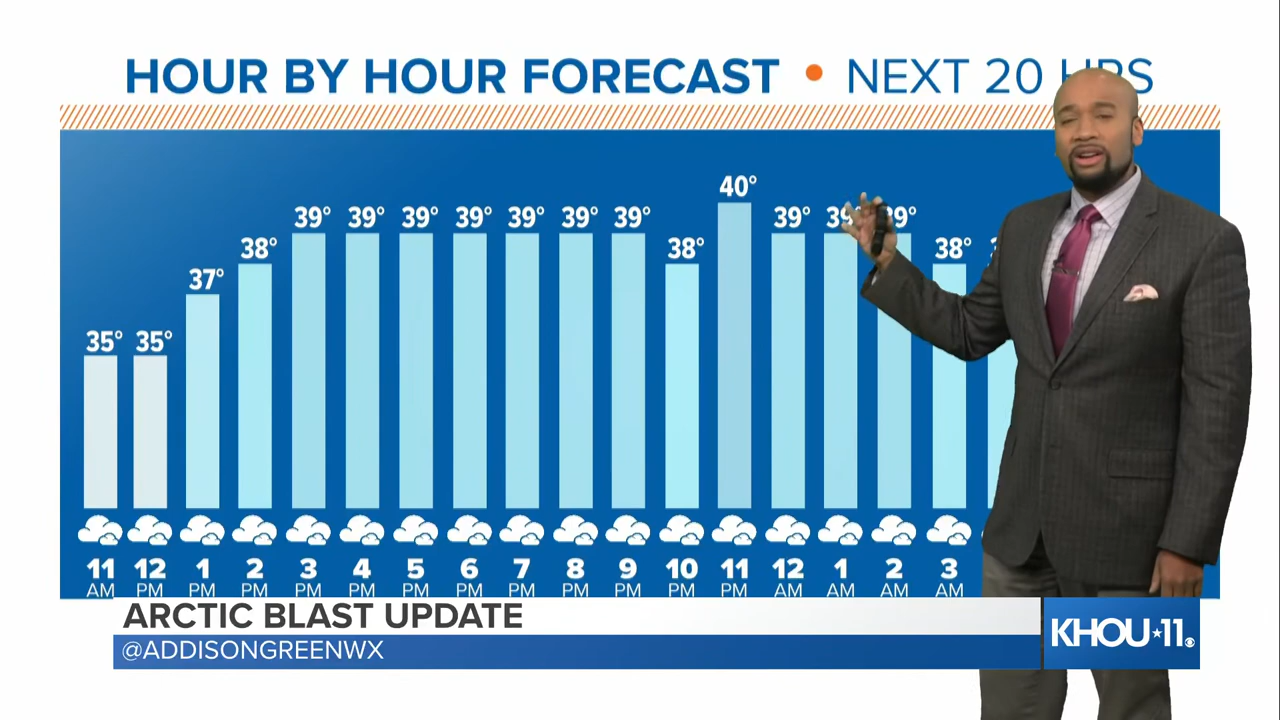 HOUR BY HOUR FORECAST • NEXT 20 HRS
40°
39° 39° 39° 39° 39° 39° 39° 39° 39° 39°
38° 38° 38°
37°
35° 35°
11 12 1 2 3 4 5 6 7 8 9 10 11 12 1 2 3
AM PM PM PM PM PM PM PM PM PM PM PM PM AM AM AM AM
ARCTIC BLAST UPDATE
@ADDISONGREENWX
KHOU★11